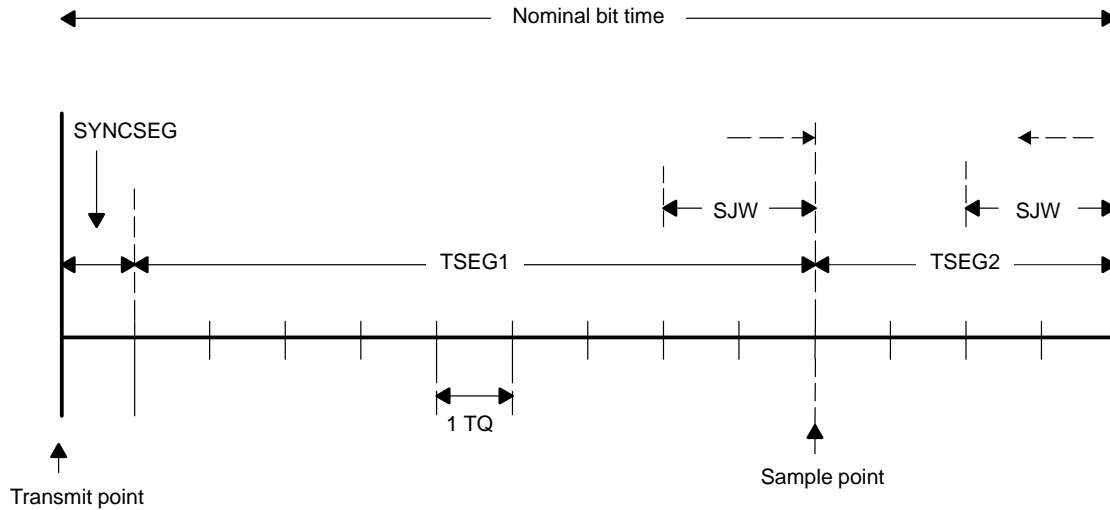 Nominal bit time
SYNCSEG
SJW
SJW
TSEG1
TSEG2
1 TQ
Sample point
Transmit point